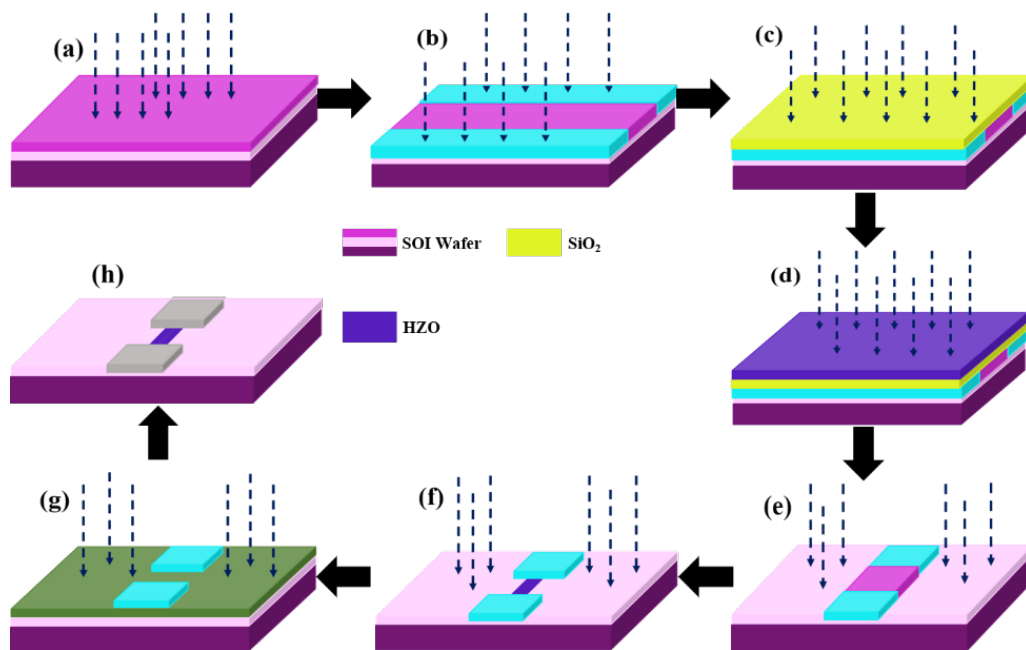 (a)
(b)
(c)
SOI Wafer
SiO₂
(h)
(d)
HZO
(g)
(f)
(e)